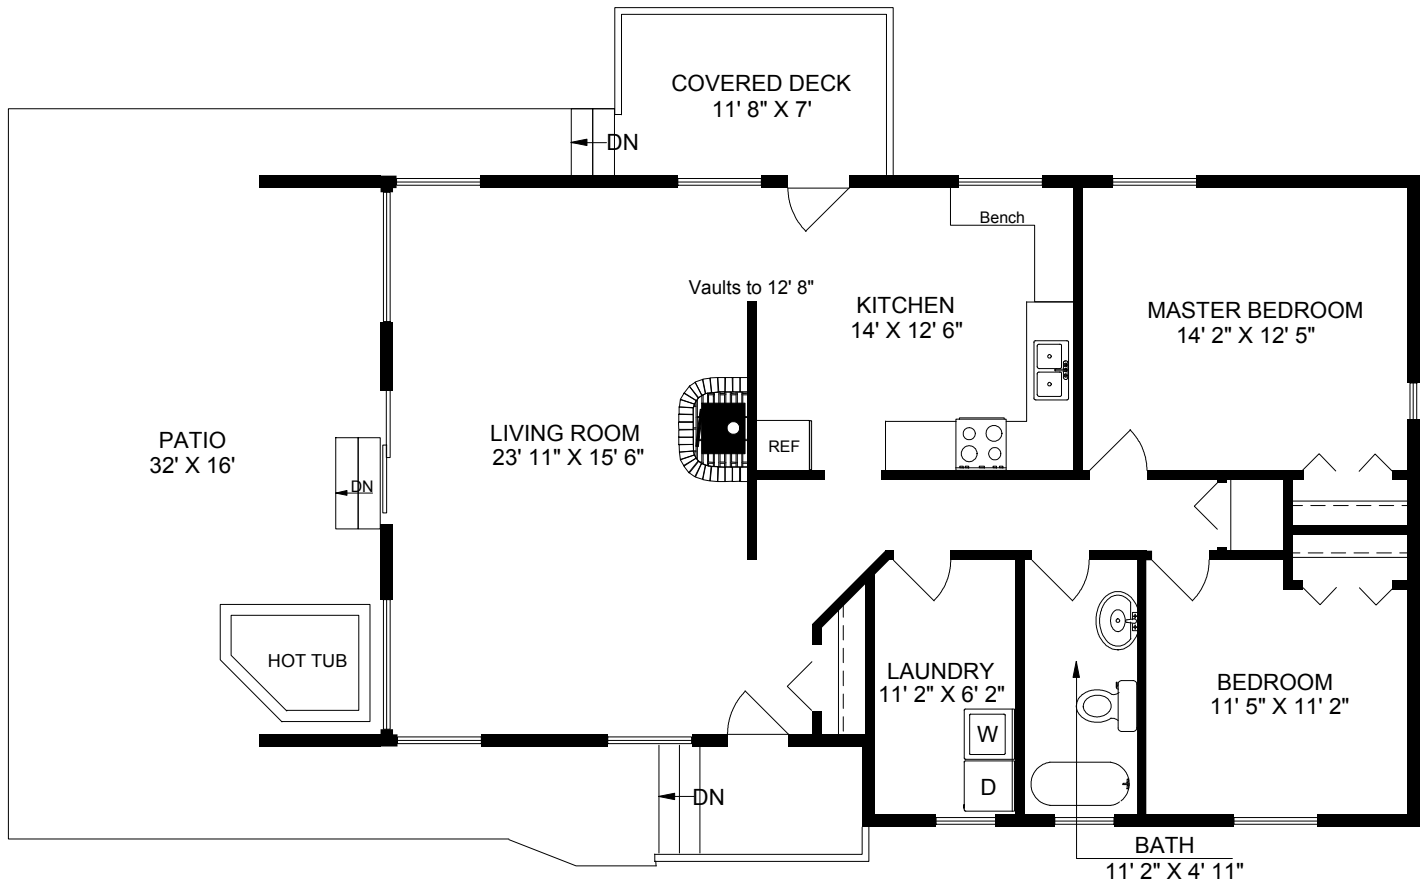 COVERED DECK
11' 8" X 7'
DN
Bench
Vaults to 12' 8"
KITCHEN
14' X 12' 6"
MASTER BEDROOM
14' 2" X 12' 5"
PATIO
32' X 16'
LIVING ROOM
23' 11" X 15' 6"
REF
DN
HOT TUB
LAUNDRY
11' 2" X 6' 2"
BEDROOM
11' 5" X 11' 2"
W
D
DN
BATH
11' 2" X 4' 11"